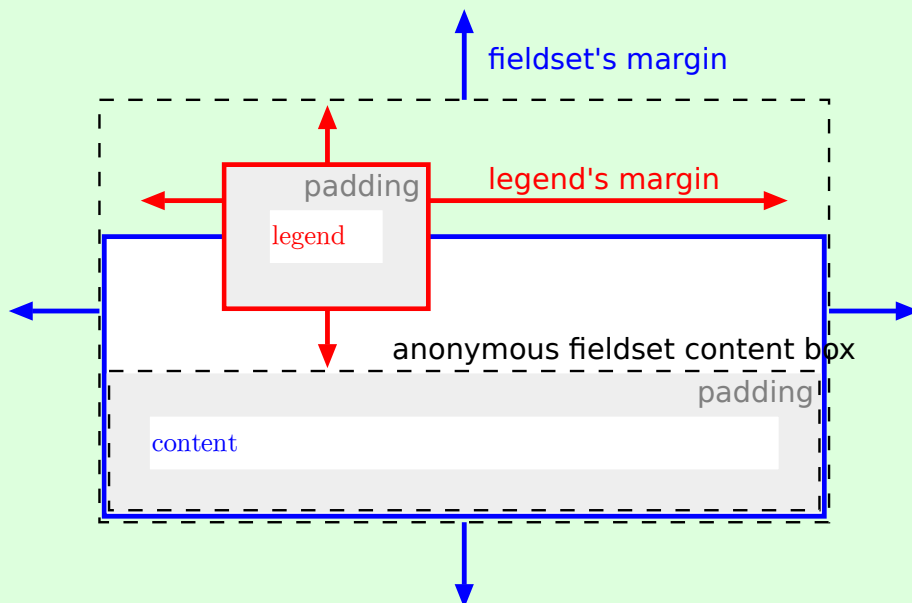 fieldset's margin
legend's margin
padding
legend
anonymous fieldset content box
padding
content